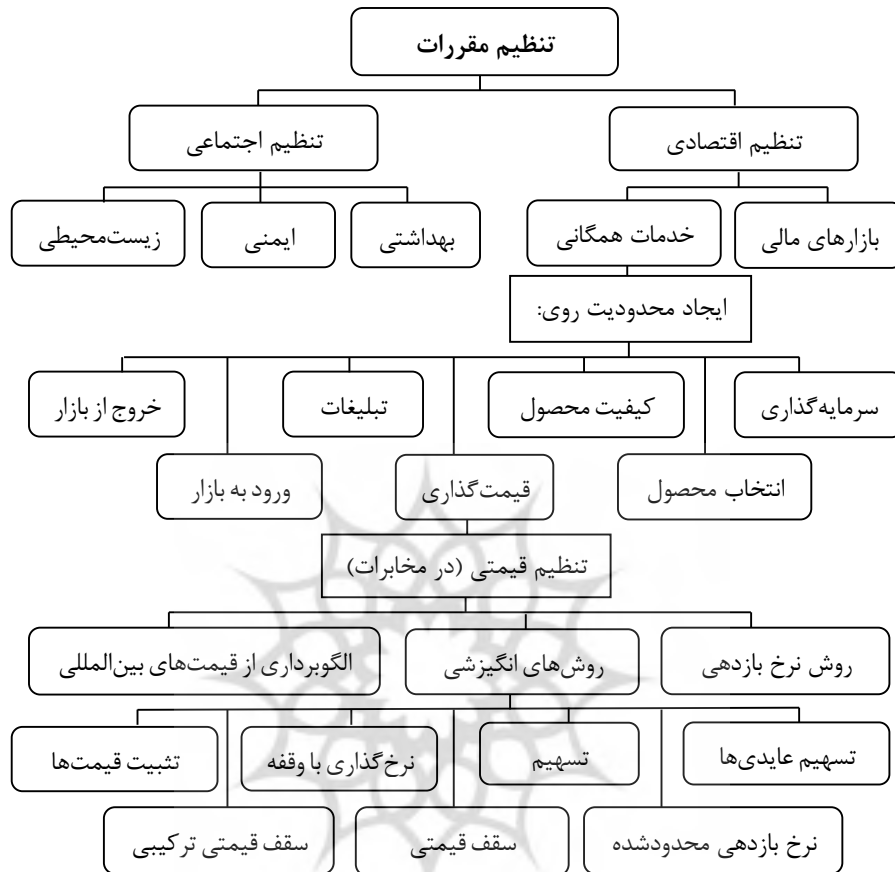 تنظیم مقررات
تنظیم اقتصادی
تنظیم اجتماعی
بازارهای مالی
خدمات همگانی
بهداشتی
ایمنی
زیست‌محیطی
ایجاد محدودیت روی:
سرمایه‌گذاری
کیفیت محصول
تبلیغات
خروج از بازار
انتخاب محصول
قیمت‌گذاری
ورود به بازار
تنظیم قیمتی (در مخابرات)
روش نرخ بازدهی
روش‌های انگیزشی
الگوبرداری از قیمت‌های بین‌المللی
تسهیم عایدی‌ها
تسهیم
نرخ‌گذاری با وقفه
تثبیت قیمت‌ها
نرخ بازدهی محدودشده
سقف قیمتی
سقف قیمتی ترکیبی